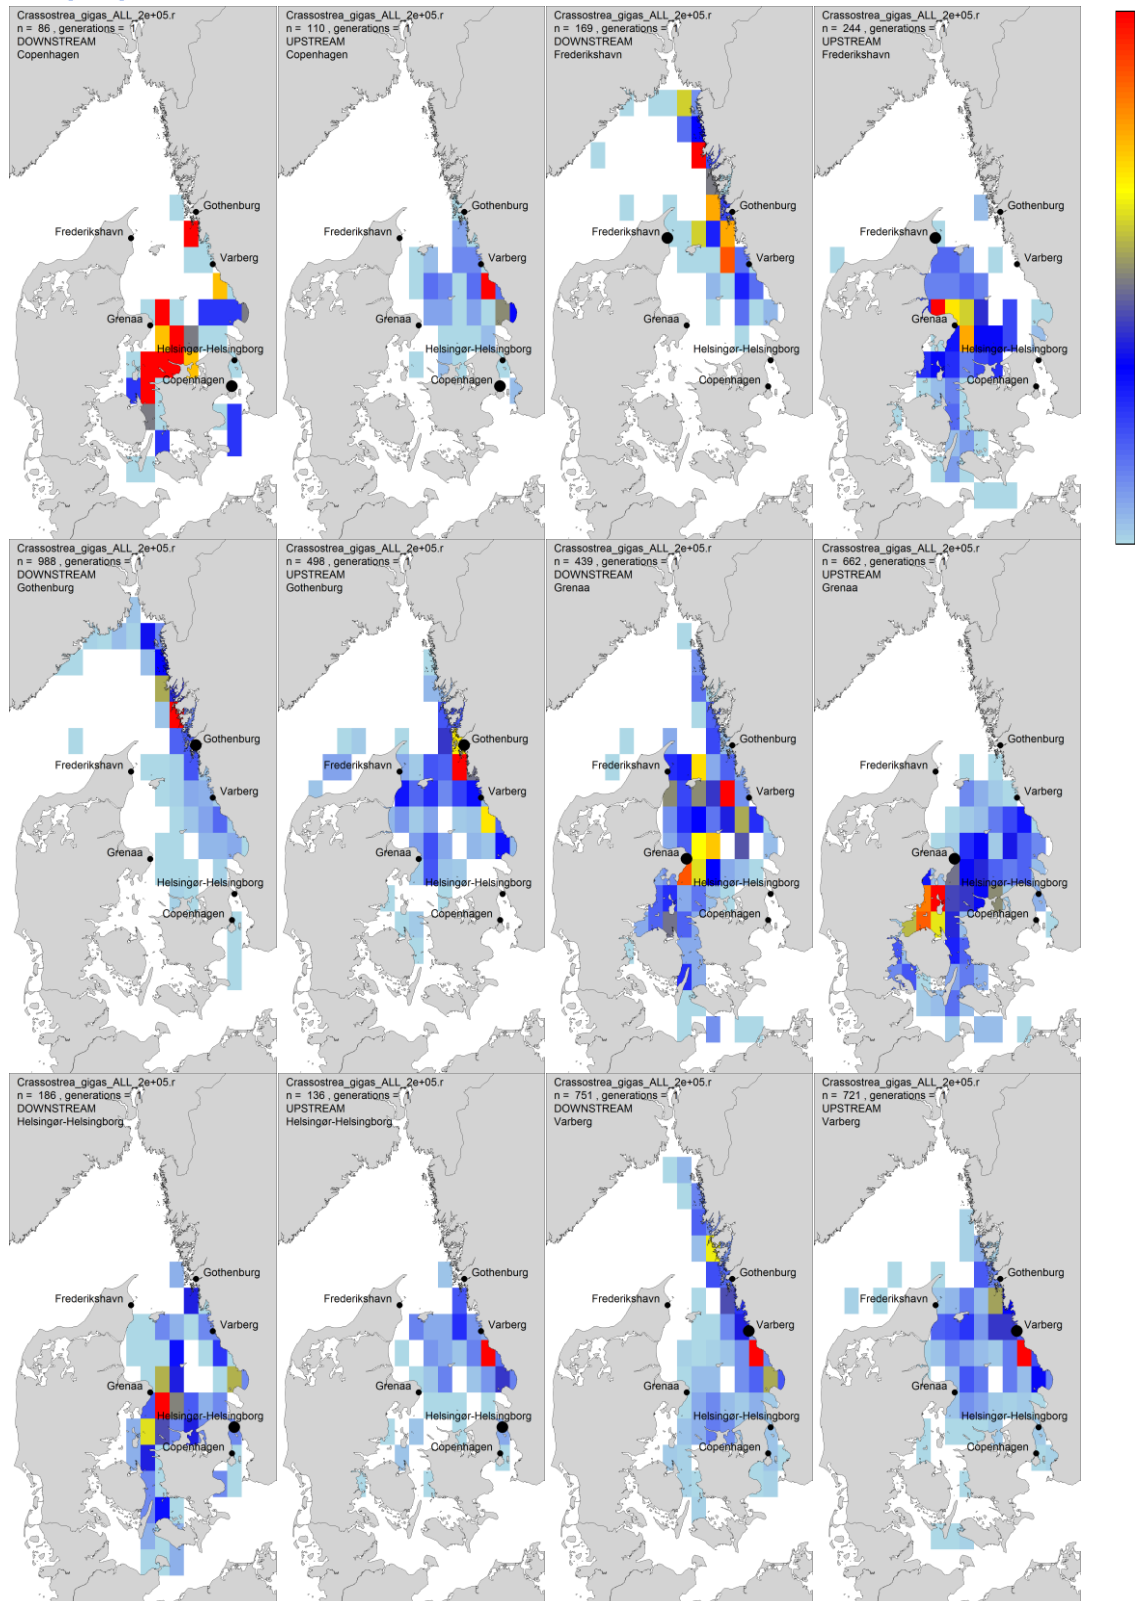 Crassostrea_gigas_ALL_2e+05.r
n = 86 , generations = 1
DOWNSTREAM
Copenhagen
Gothenburg
Frederikshavn
Varberg
Grenaa
Helsingør-Helsingborg
Copenhagen
Crassostrea_gigas_ALL_2e+05.r
n = 110 , generations = 1
UPSTREAM
Copenhagen
Gothenburg
Frederikshavn
Varberg
Grenaa
Helsingør-Helsingborg
Copenhagen
Crassostrea_gigas_ALL_2e+05.r
n = 169 , generations = 1
DOWNSTREAM
Frederikshavn
Gothenburg
Frederikshavn
Varberg
Grenaa
Helsingør-Helsingborg
Copenhagen
Crassostrea_gigas_ALL_2e+05.r
n = 244 , generations = 1
UPSTREAM
Frederikshavn
Gothenburg
Frederikshavn
Varberg
Grenaa
Helsingør-Helsingborg
Copenhagen
Crassostrea_gigas_ALL_2e+05.r
n = 988 , generations = 1
DOWNSTREAM
Gothenburg
Gothenburg
Frederikshavn
Varberg
Grenaa
Helsingør-Helsingborg
Copenhagen
Crassostrea_gigas_ALL_2e+05.r
n = 498 , generations = 1
UPSTREAM
Gothenburg
Gothenburg
Frederikshavn
Varberg
Grenaa
Helsingør-Helsingborg
Copenhagen
Crassostrea_gigas_ALL_2e+05.r
n = 439 , generations = 1
DOWNSTREAM
Grenaa
Gothenburg
Frederikshavn
Varberg
Grenaa
Helsingør-Helsingborg
Copenhagen
Crassostrea_gigas_ALL_2e+05.r
n = 662 , generations = 1
UPSTREAM
Grenaa
Gothenburg
Frederikshavn
Varberg
Grenaa
Helsingør-Helsingborg
Copenhagen
Crassostrea_gigas_ALL_2e+05.r
n = 186 , generations = 1
DOWNSTREAM
Helsingør-Helsingborg
Gothenburg
Frederikshavn
Varberg
Grenaa
Helsingør-Helsingborg
Copenhagen
Crassostrea_gigas_ALL_2e+05.r
n = 136 , generations = 1
UPSTREAM
Helsingør-Helsingborg
Gothenburg
Frederikshavn
Varberg
Grenaa
Helsingør-Helsingborg
Copenhagen
Crassostrea_gigas_ALL_2e+05.r
n = 751 , generations = 1
DOWNSTREAM
Varberg
Gothenburg
Frederikshavn
Varberg
Grenaa
Helsingør-Helsingborg
Copenhagen
Crassostrea_gigas_ALL_2e+05.r
n = 721 , generations = 1
UPSTREAM
Varberg
Gothenburg
Frederikshavn
Varberg
Grenaa
Helsingør-Helsingborg
Copenhagen